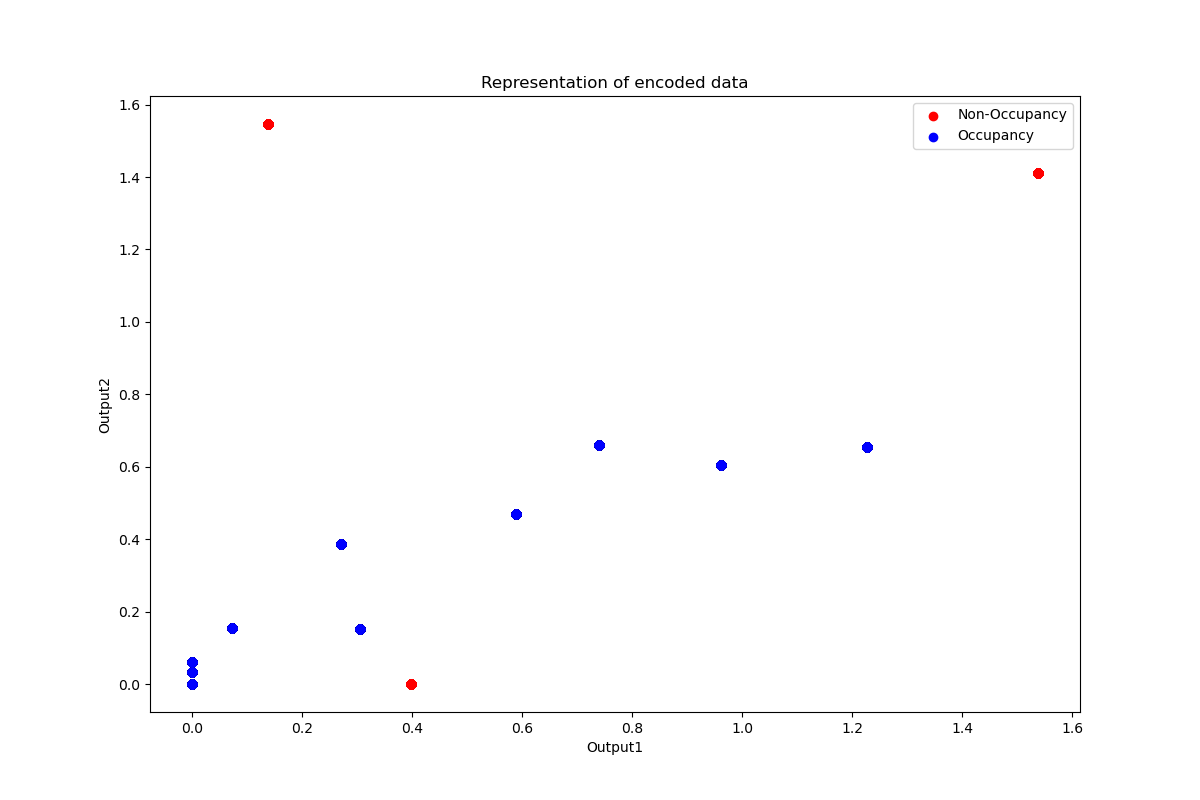 Representation of encoded data
Non-Occupancy
Occupancy
1.6
1.4
1.2
1.0
0.8
0.6
0.4
0.2
0.0
Output2
0.0 0.2 0.4 0.6 0.8 1.0 1.2 1.4 1.6
Output1